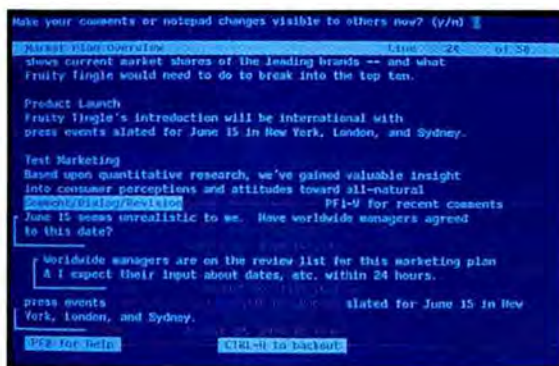 Make your comments or notepad changes visible to others now? (y/n)
Market Plan Overview Line 24 of 50
shows current market shares of the leading brands -- and what
Fruity Tingle would need to do to break into the top ten.
Product Launch
Fruity Tingle's introduction will be international with
press events slated for June 15 in New York, London, and Sydney.
Test Marketing
Based upon quantitative research, we've gained valuable insight
into consumer perceptions and attitudes toward all-natural
Comment/Dialog/Revision PF1-V for recent comments
June 15 seems unrealistic to me. Have worldwide managers agreed
to this date?
Worldwide managers are on the review list for this marketing plan
& I expect their input about dates, etc. within 24 hours.
press events slated for June 15 in New
York, London, and Sydney.
PF2 for Help CTRL-N to backout